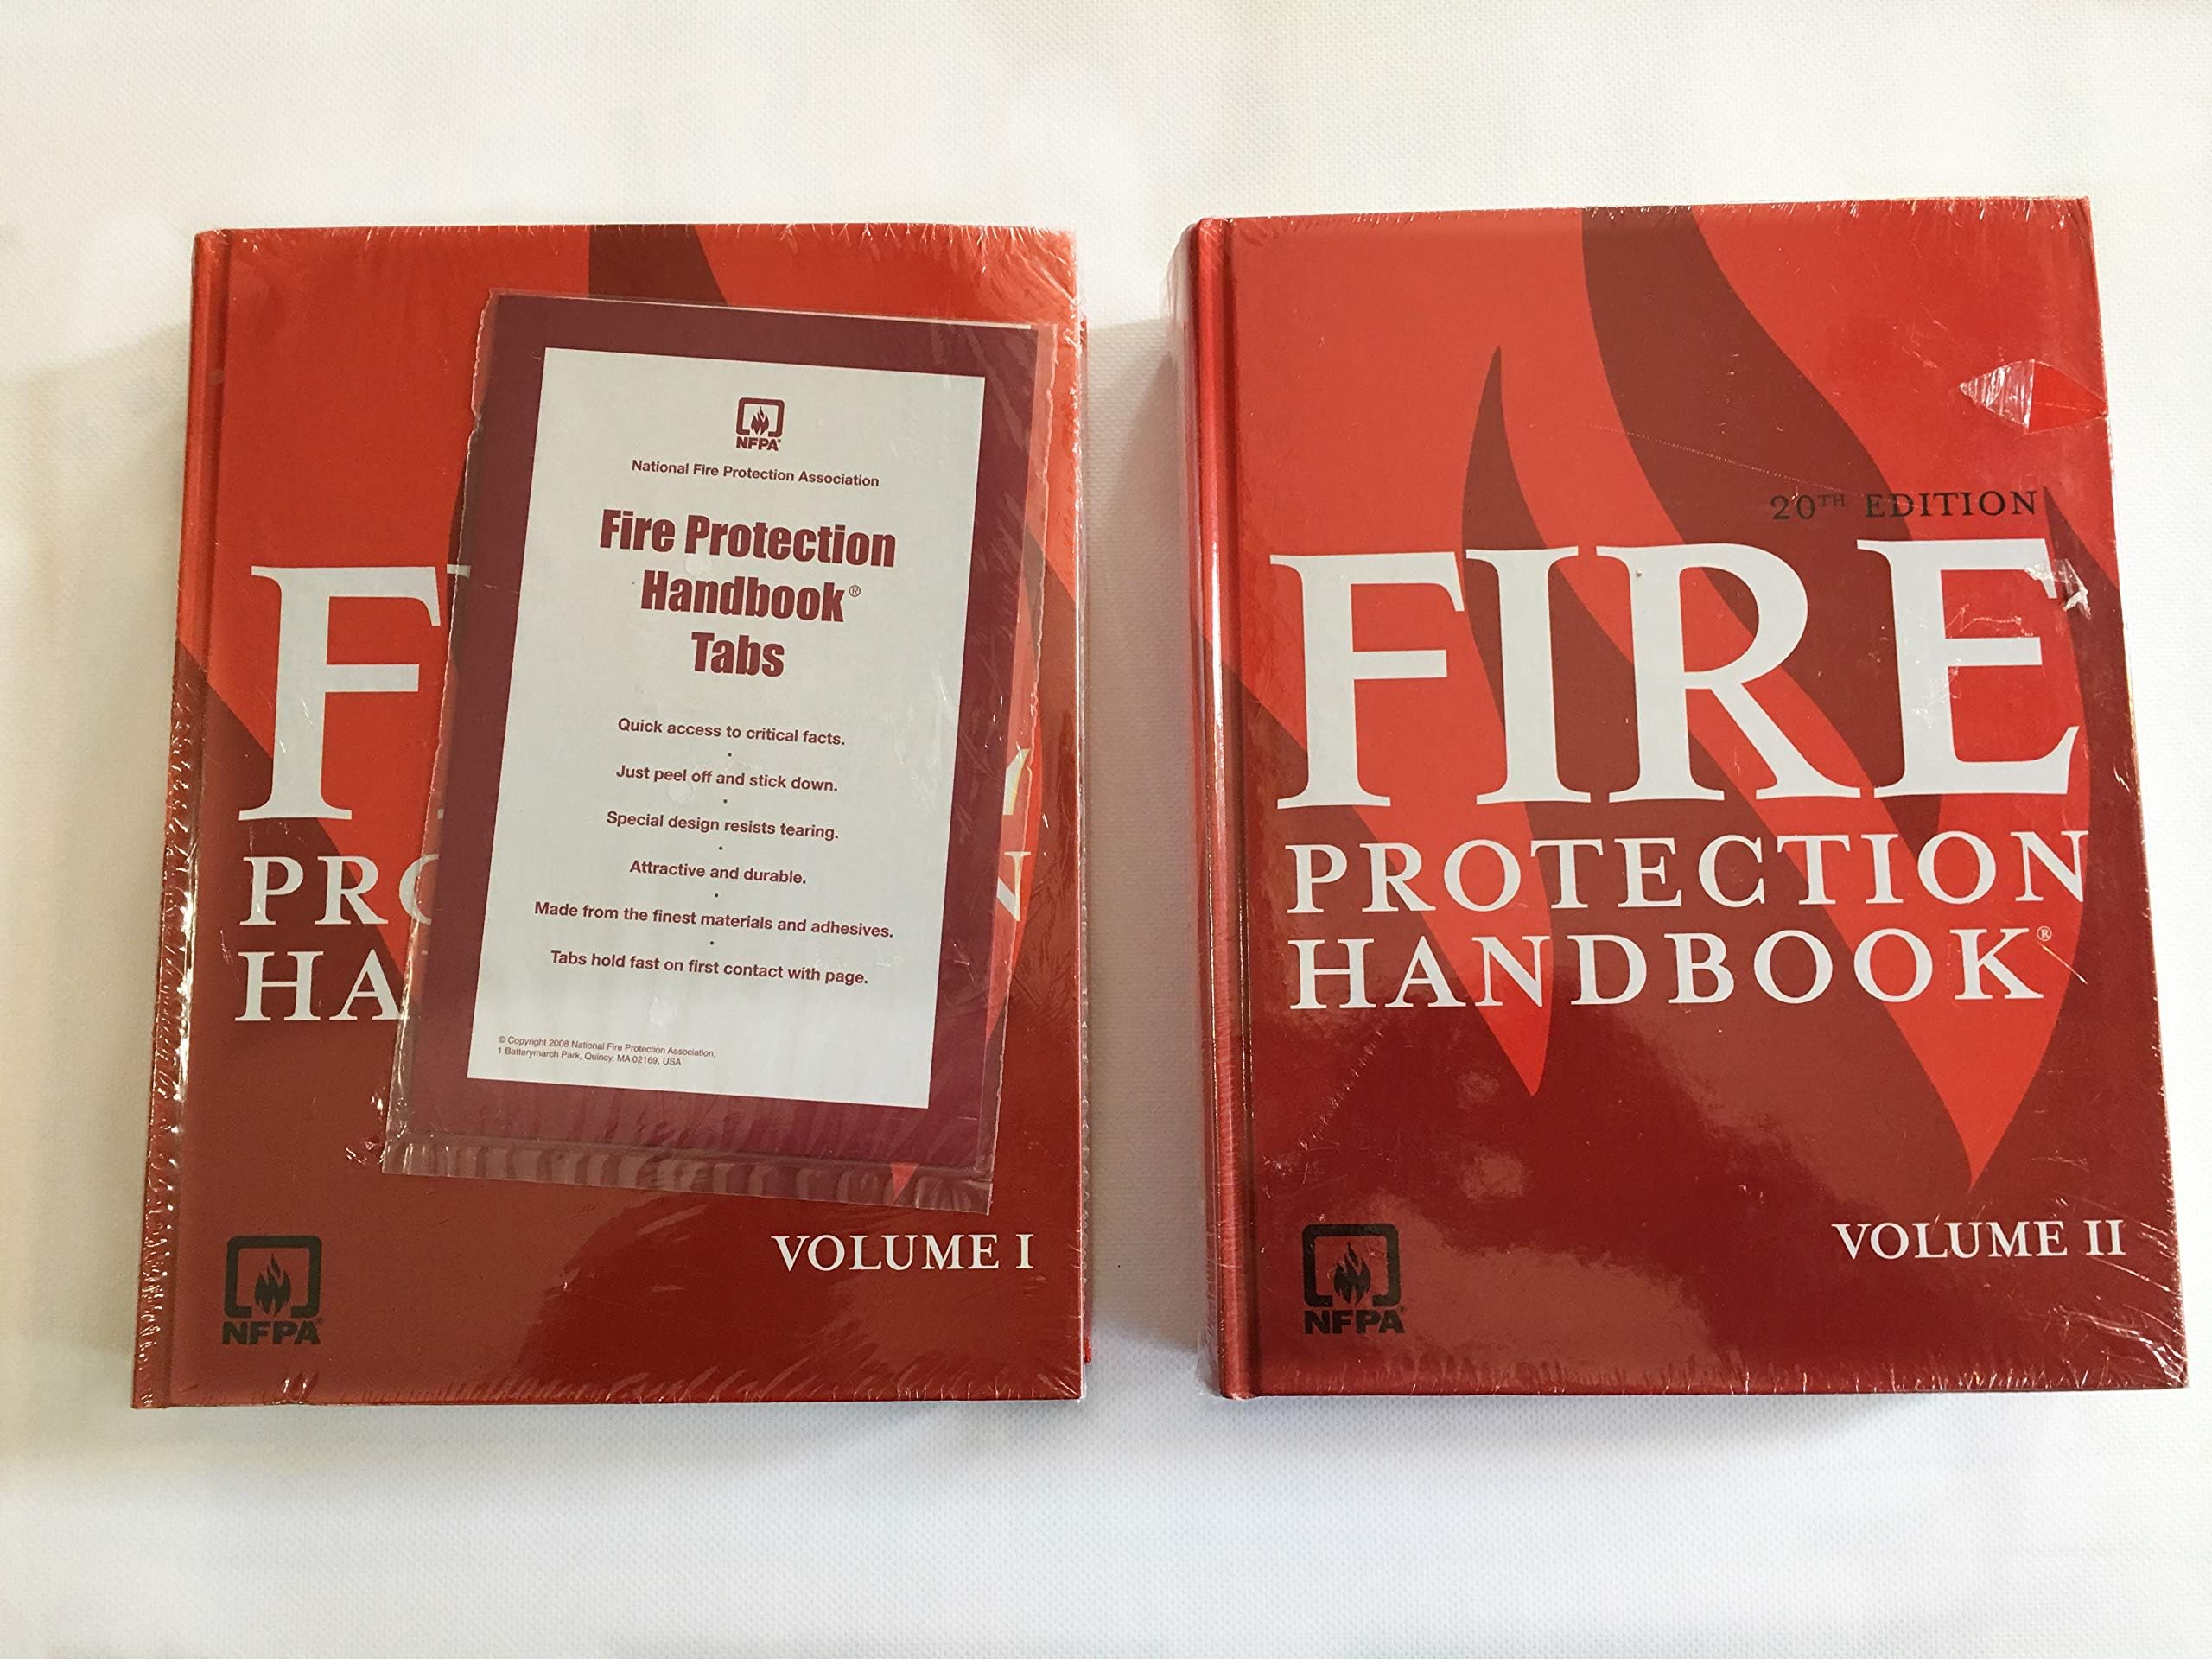 F
PRO
N
HA
VOLUME I
NFPA
NFPA®
National Fire Protection Association
Fire Protection
Handbook®
Tabs
Quick access to critical facts.
•
Just peel off and stick down.
•
Special design resists tearing.
•
Attractive and durable.
•
Made from the finest materials and adhesives.
•
Tabs hold fast on first contact with page.
© Copyright 2008 National Fire Protection Association,
1 Batterymarch Park, Quincy, MA 02169, USA
20TH EDITION
FIRE
PROTECTION
HANDBOOK®
VOLUME II
NFPA®